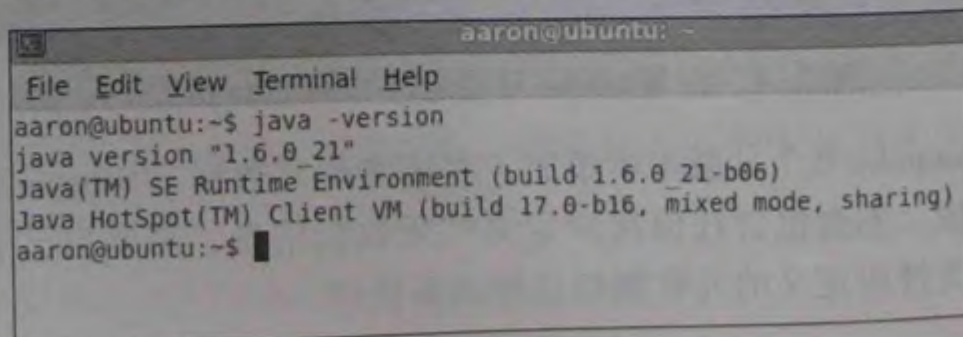 aaron@ubuntu: ~
File Edit View Terminal Help
aaron@ubuntu:~$ java -version
java version "1.6.0_21"
Java(TM) SE Runtime Environment (build 1.6.0_21-b06)
Java HotSpot(TM) Client VM (build 17.0-b16, mixed mode, sharing)
aaron@ubuntu:~$